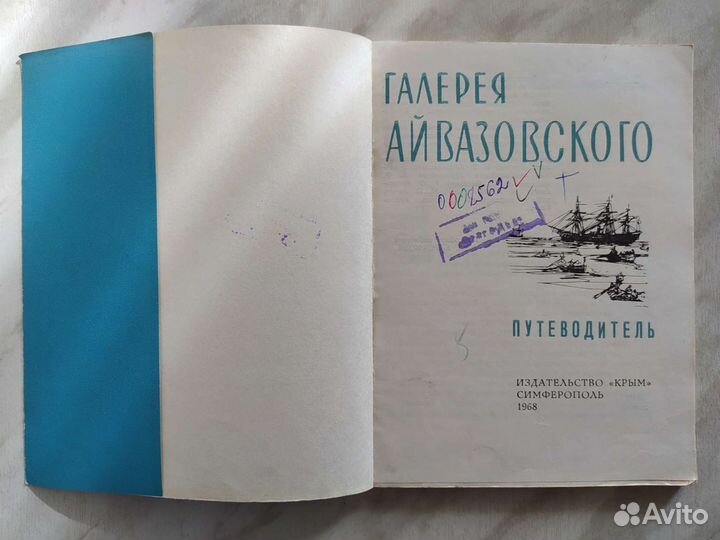 ГАЛЕРЕЯ
АЙВАЗОВСКОГО
0002562
ПУТЕВОДИТЕЛЬ
ИЗДАТЕЛЬСТВО «КРЫМ»
СИМФЕРОПОЛЬ
1968
Avito